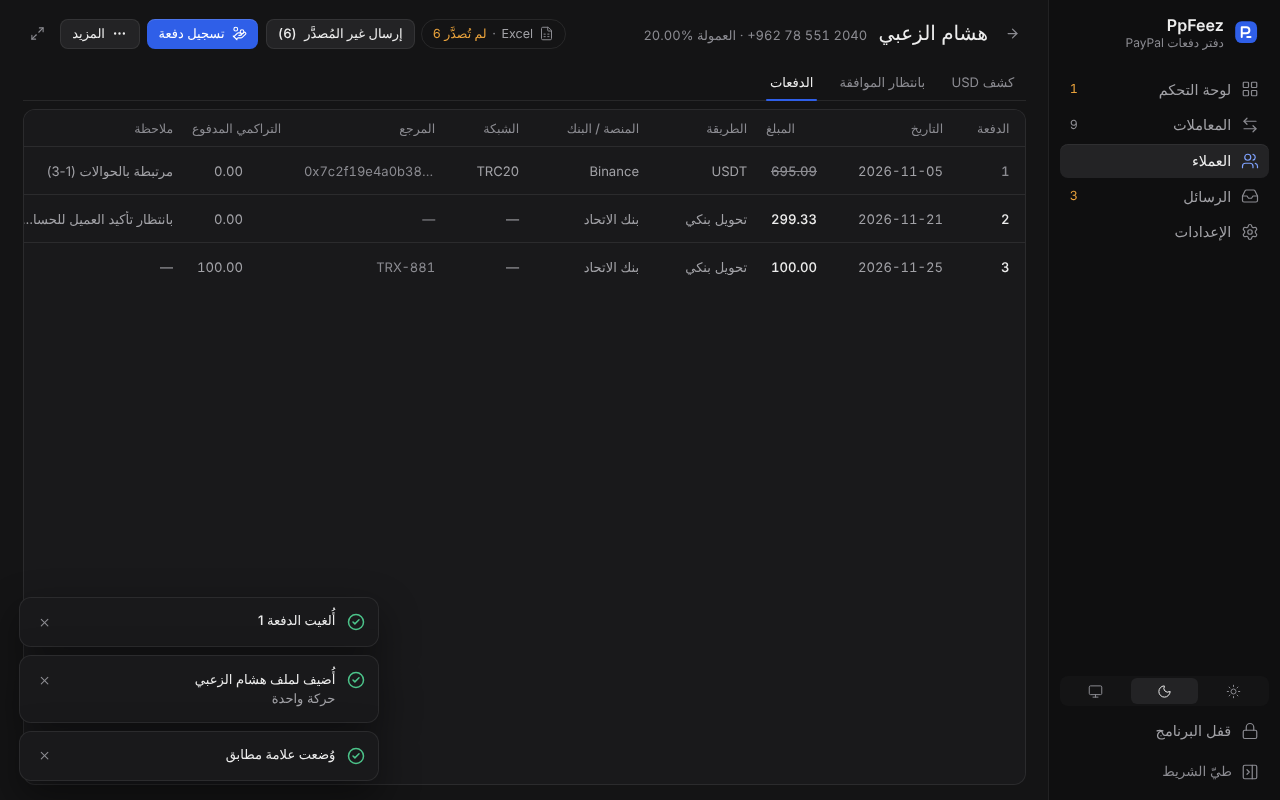 PpFeez
دفتر دفعات PayPal
لوحة التحكم 1
المعاملات 9
العملاء
الرسائل 3
الإعدادات
قفل البرنامج
طيّ الشريط
هشام الزعبي
+962 78 551 2040 · العمولة 20.00%
Excel · لم تُصدَّر 6
إرسال غير المُصدَّر (6)
تسجيل دفعة
المزيد
كشف USD بانتظار الموافقة الدفعات
الدفعة التاريخ المبلغ الطريقة المنصة / البنك الشبكة المرجع التراكمي المدفوع ملاحظة
1 2026-11-05 695.09 USDT Binance TRC20 0x7c2f19e4a0b38... 0.00 مرتبطة بالحوالات (1-3)
2 2026-11-21 299.33 تحويل بنكي بنك الاتحاد — — 0.00 بانتظار تأكيد العميل للحسا...
3 2026-11-25 100.00 تحويل بنكي بنك الاتحاد — TRX-881 100.00 —
أُلغيت الدفعة 1
أُضيف لملف هشام الزعبي
حركة واحدة
وُضعت علامة مطابق